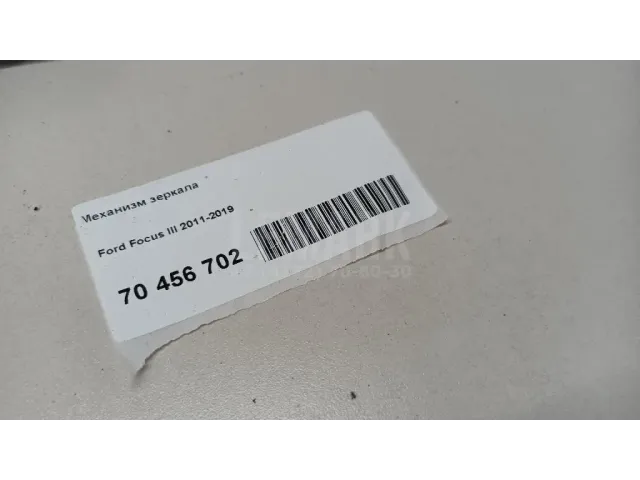 Механизм зеркала
Ford Focus III 2011-2019
70 456 702